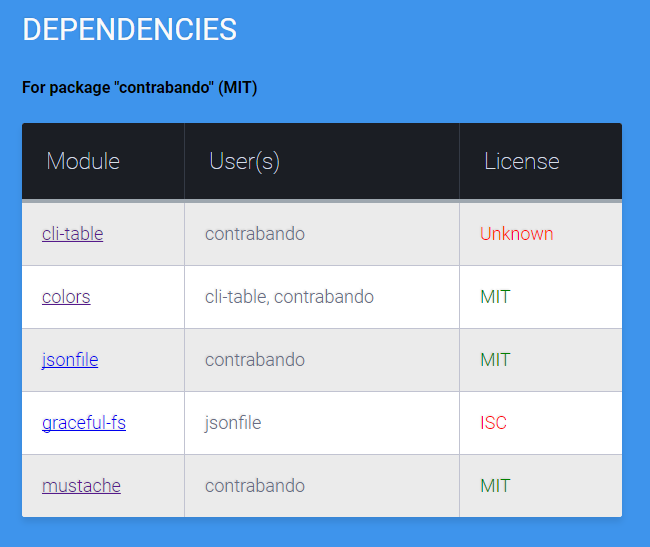 DEPENDENCIES
For package "contrabando" (MIT)
Module User(s) License
cli-table contrabando Unknown
colors cli-table, contrabando MIT
jsonfile contrabando MIT
graceful-fs jsonfile ISC
mustache contrabando MIT